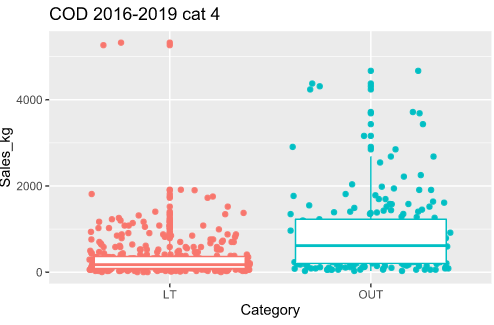 COD 2016-2019 cat 4
Sales_kg
4000
2000
0
LT
OUT
Category